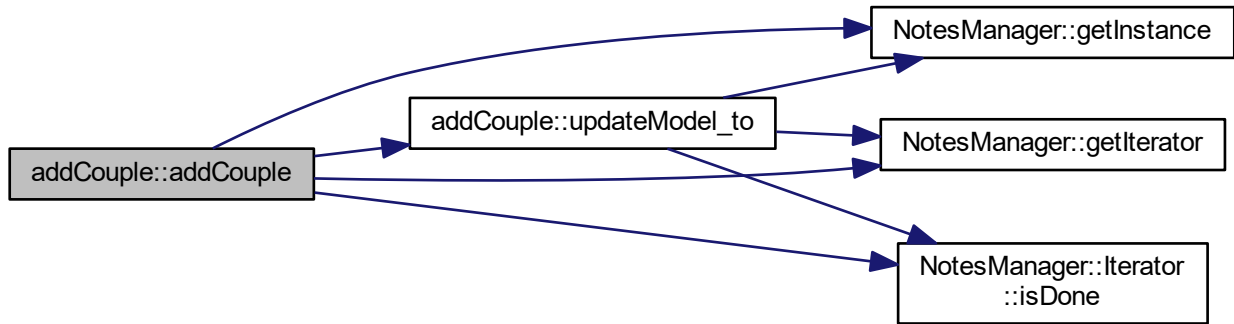 addCouple::addCouple
addCouple::updateModel_to
NotesManager::getInstance
NotesManager::getIterator
NotesManager::Iterator
::isDone